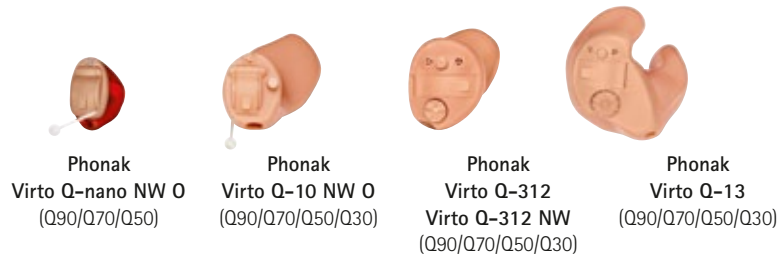 Phonak
Virto Q-nano NW O
(Q90/Q70/Q50)
Phonak
Virto Q-10 NW O
(Q90/Q70/Q50/Q30)
Phonak
Virto Q-312
Virto Q-312 NW
(Q90/Q70/Q50/Q30)
Phonak
Virto Q-13
(Q90/Q70/Q50/Q30)